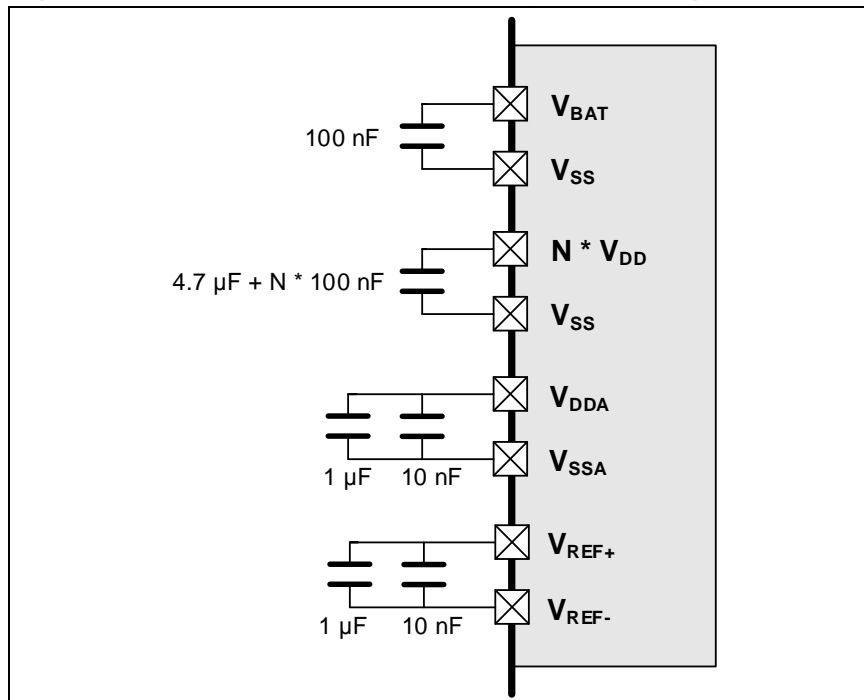 V_BAT
100 nF
V_SS
N * V_DD
4.7 µF + N * 100 nF
V_SS
V_DDA
V_SSA
1 µF 10 nF
V_REF+
V_REF-
1 µF 10 nF